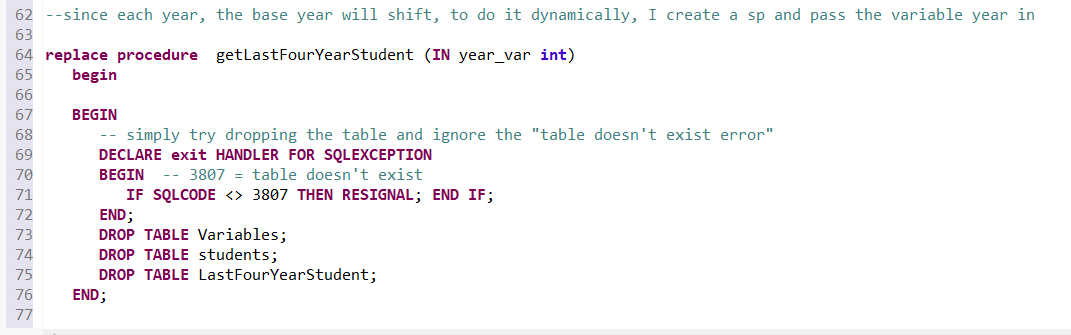 62 --since each year, the base year will shift, to do it dynamically, I create a sp and pass the variable year in
63
64 replace procedure  getLastFourYearStudent (IN year_var int)
65    begin
66
67    BEGIN
68       -- simply try dropping the table and ignore the "table doesn't exist error"
69       DECLARE exit HANDLER FOR SQLEXCEPTION
70       BEGIN  -- 3807 = table doesn't exist
71          IF SQLCODE <> 3807 THEN RESIGNAL; END IF;
72       END;
73       DROP TABLE Variables;
74       DROP TABLE students;
75       DROP TABLE LastFourYearStudent;
76    END;
77